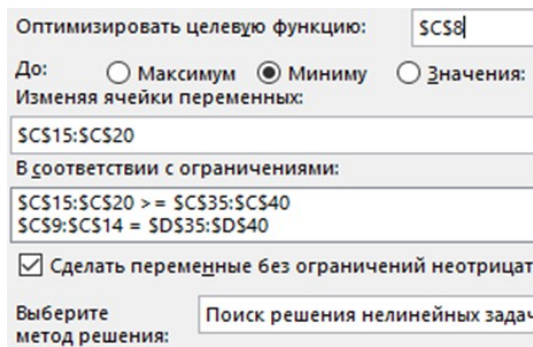 Оптимизировать целевую функцию: $C$8
До: Максимум Миниму Значения:
Изменяя ячейки переменных:
$C$15:$C$20
В соответствии с ограничениями:
$C$15:$C$20 >= $C$35:$C$40
$C$9:$C$14 = $D$35:$D$40
Сделать переменные без ограничений неотрицат
Выберите
метод решения:
Поиск решения нелинейных задач